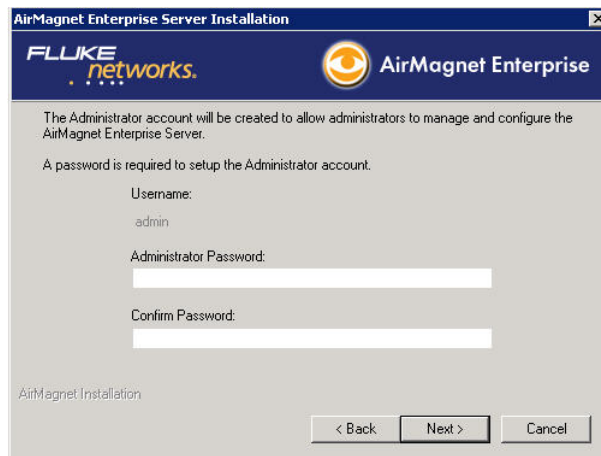 AirMagnet Enterprise Server Installation
FLUKE
networks.
AirMagnet Enterprise
The Administrator account will be created to allow administrators to manage and configure the
AirMagnet Enterprise Server.
A password is required to setup the Administrator account.
Username:
admin
Administrator Password:
Confirm Password:
AirMagnet Installation
< Back
Next >
Cancel